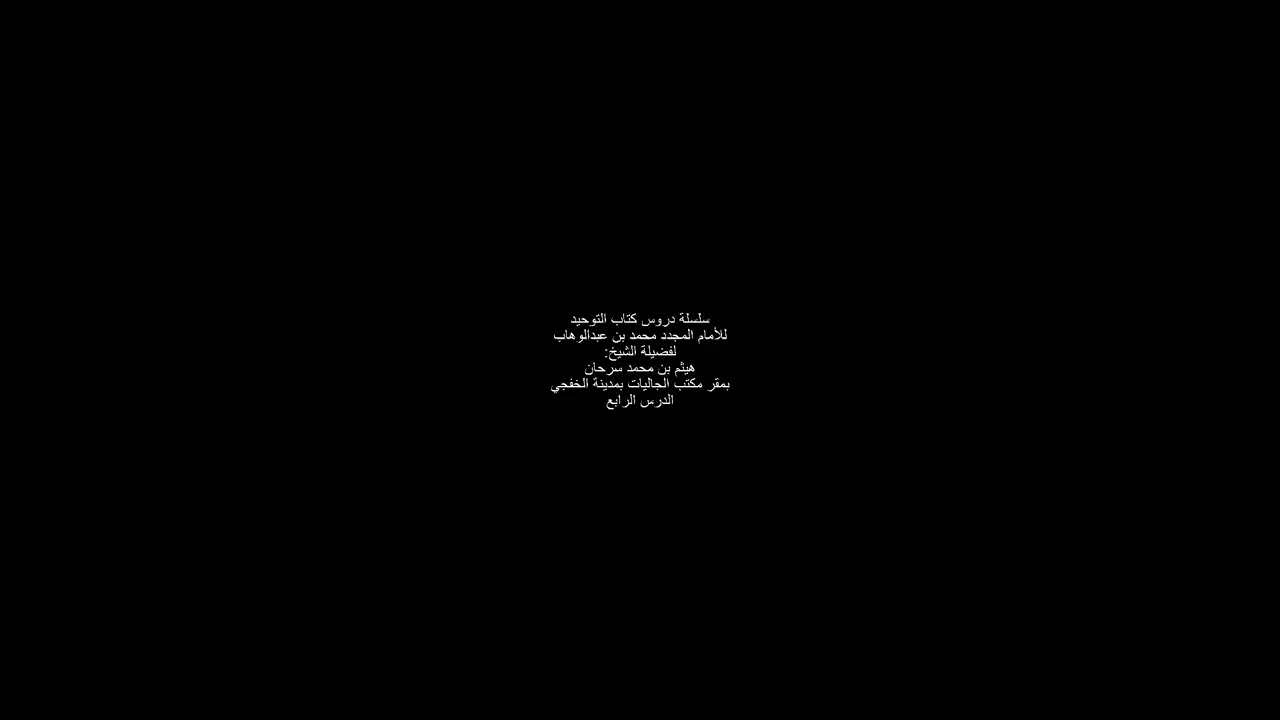 سلسلة دروس كتاب التوحيد
للأمام المجدد محمد بن عبدالوهاب
لفضيلة الشيخ:
هيثم بن محمد سرحان
بمقر مكتب الجاليات بمدينة الخفجي
الدرس الرابع